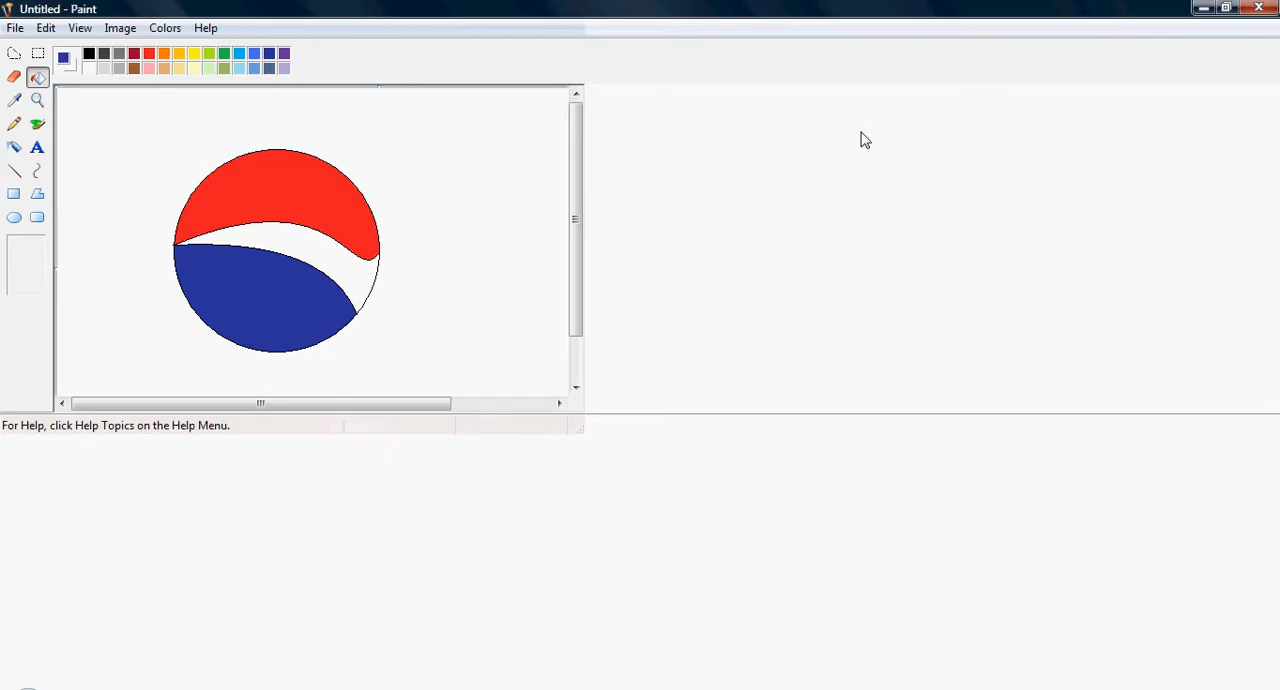 Untitled - Paint
File Edit View Image Colors Help
A
For Help, click Help Topics on the Help Menu.